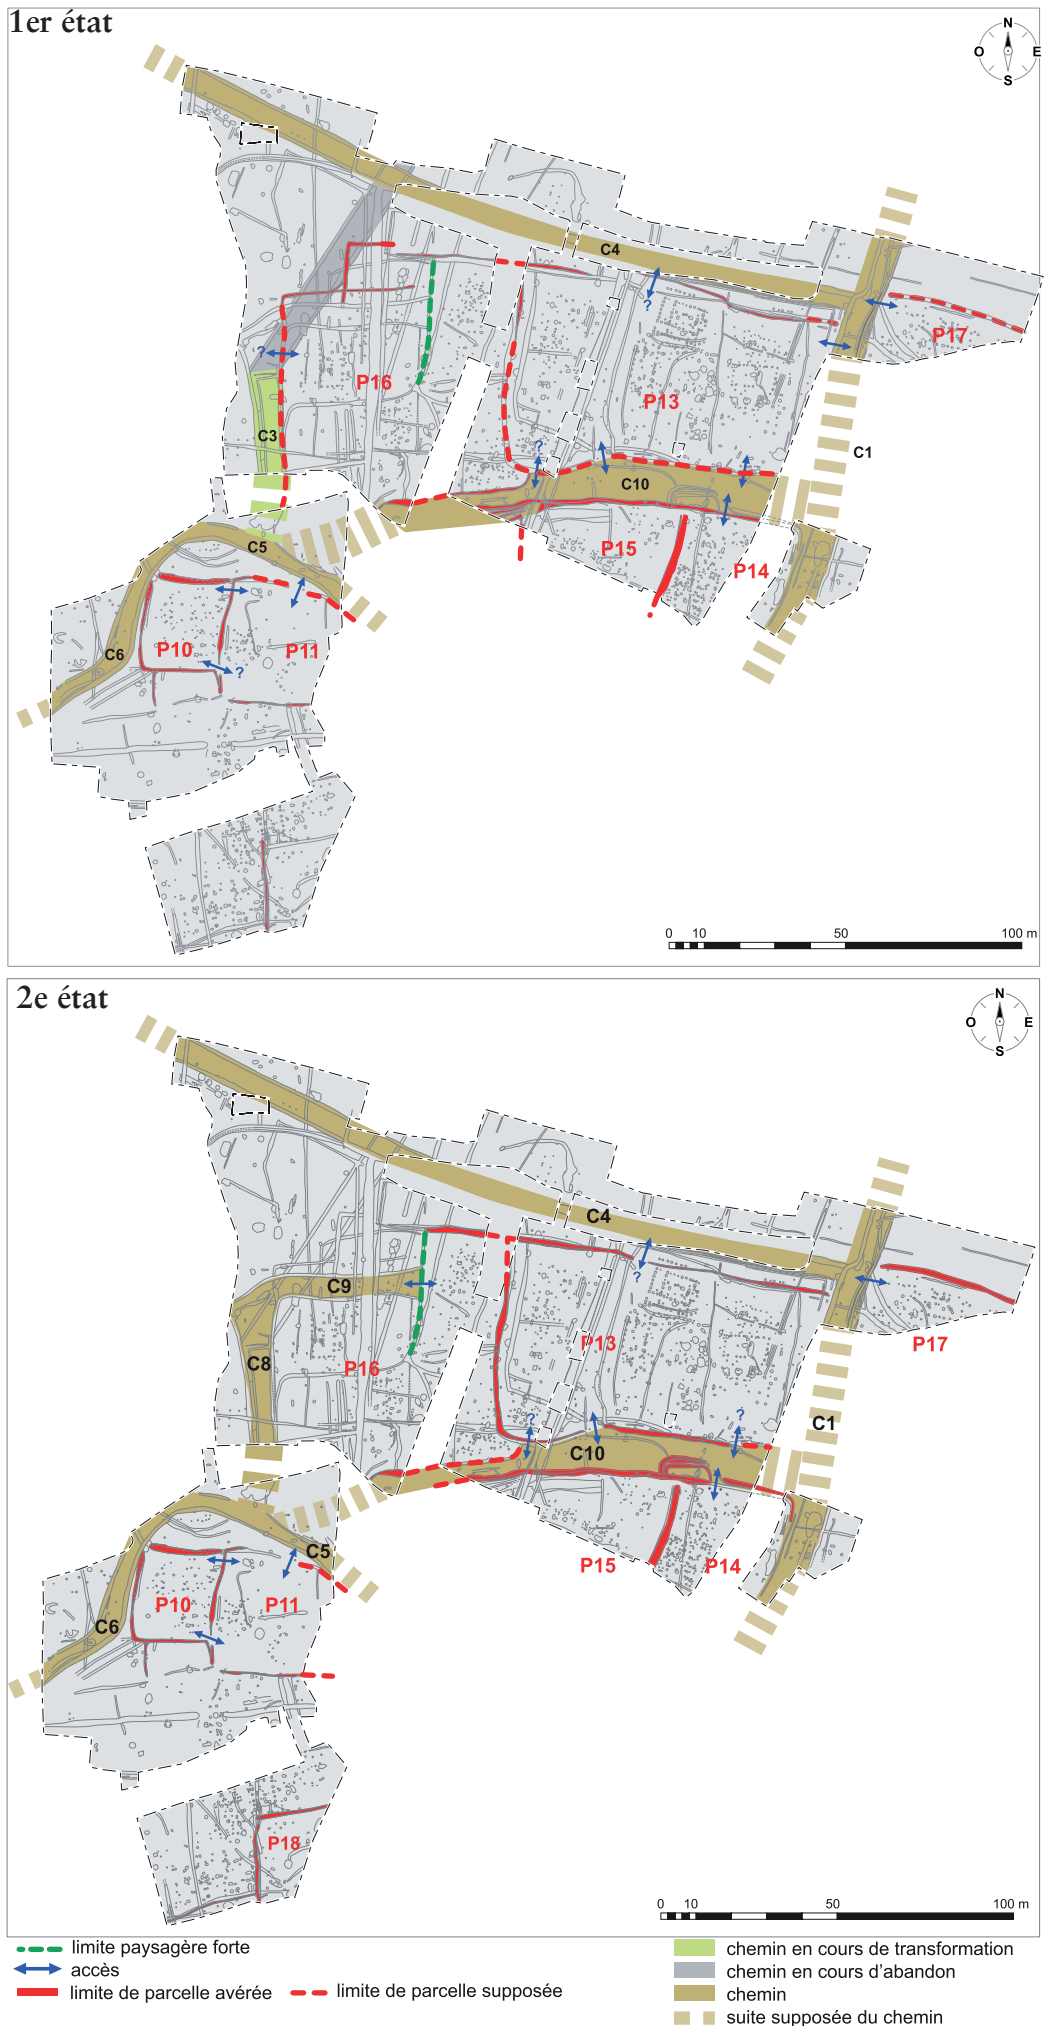 1er état
N
O E
S
C4
P17
?
? P16
P13
C3
C1
?
C10
C5
P15
P14
P10 P11
C6
?
0 10 50 100 m
2e état
N
O E
S
C4
?
C9
P13
P17
C8
P16
C1
? ?
C10
C5
P15 P14
P10 P11
C6
P18
0 10 50 100 m
limite paysagère forte
accès
limite de parcelle avérée
limite de parcelle supposée
chemin en cours de transformation
chemin en cours d'abandon
chemin
suite supposée du chemin